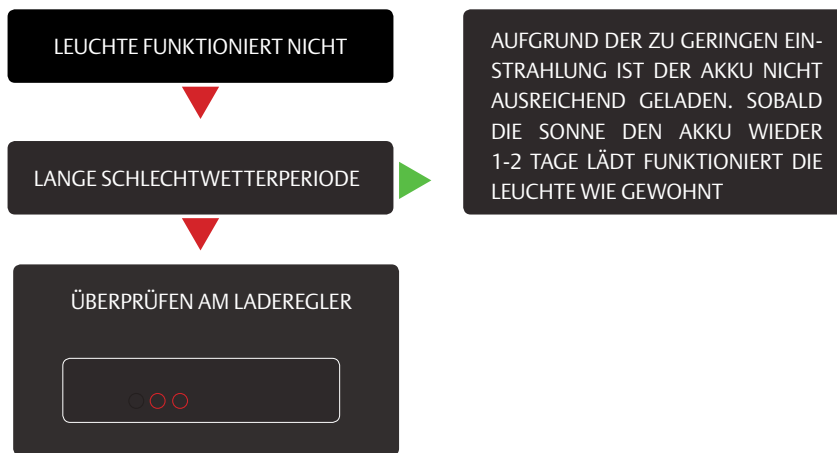 LEUCHTE FUNKTIONIERT NICHT
LANGE SCHLECHTWETTERPERIODE
AUFGRUND DER ZU GERINGEN EIN-
STRAHLUNG IST DER AKKU NICHT
AUSREICHEND GELADEN. SOBALD
DIE SONNE DEN AKKU WIEDER
1-2 TAGE LÄDT FUNKTIONIERT DIE
LEUCHTE WIE GEWOHNT
ÜBERPRÜFEN AM LADEREGLER